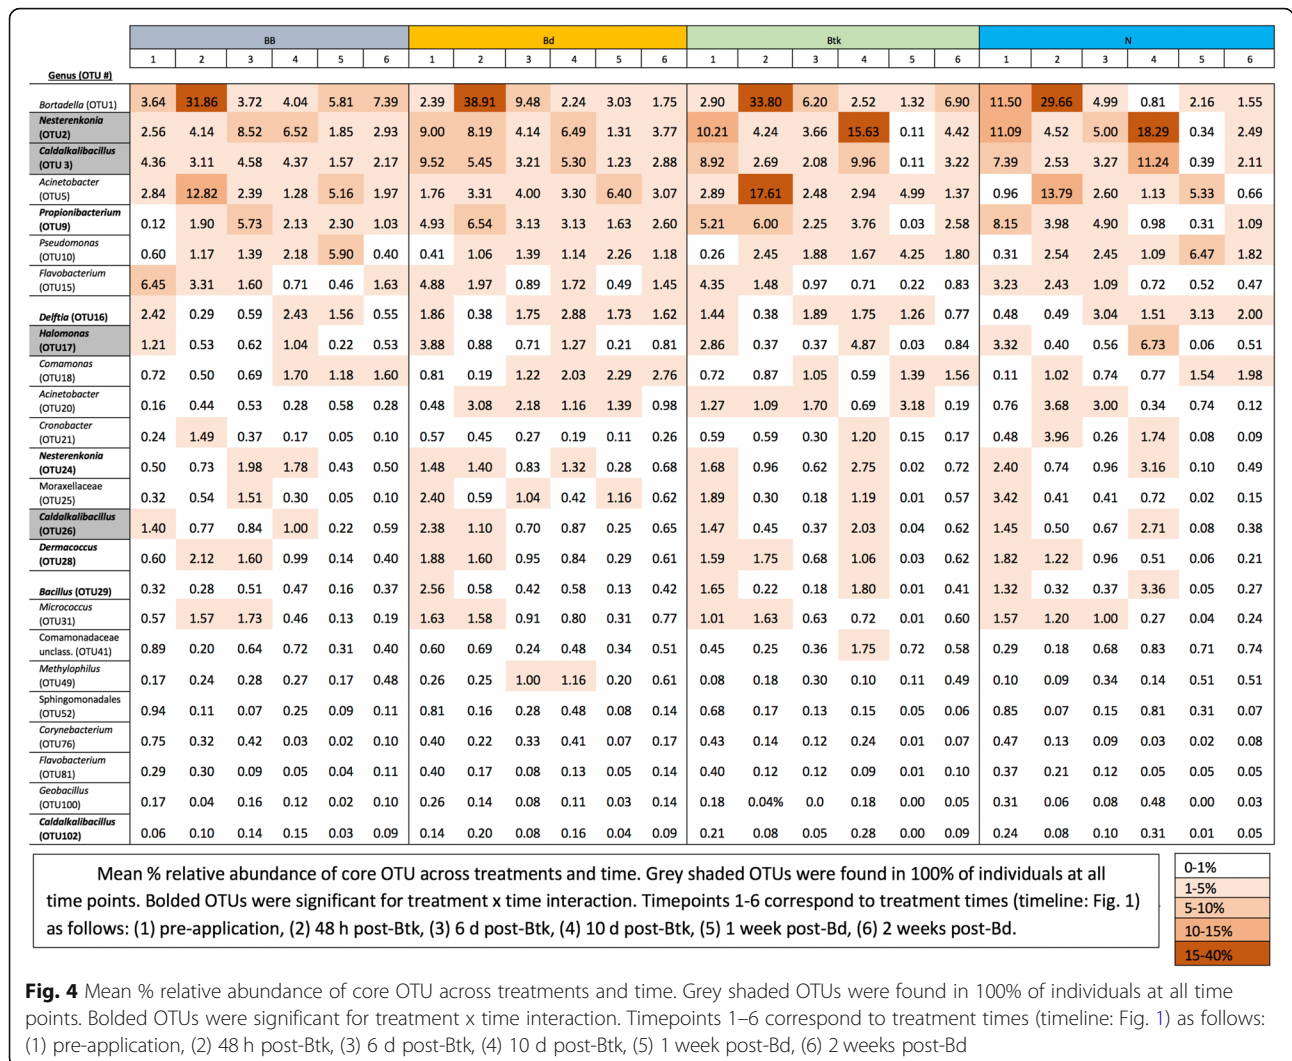 BB Bd Btk N
1 2 3 4 5 6 1 2 3 4 5 6 1 2 3 4 5 6 1 2 3 4 5 6
Genus (OTU #)
Bortadella (OTU1) 3.64 31.86 3.72 4.04 5.81 7.39 2.39 38.91 9.48 2.24 3.03 1.75 2.90 33.80 6.20 2.52 1.32 6.90 11.50 29.66 4.99 0.81 2.16 1.55
Nesterenkonia
(OTU2) 2.56 4.14 8.52 6.52 1.85 2.93 9.00 8.19 4.14 6.49 1.31 3.77 10.21 4.24 3.66 15.63 0.11 4.42 11.09 4.52 5.00 18.29 0.34 2.49
Caldalkalibacillus
(OTU 3) 4.36 3.11 4.58 4.37 1.57 2.17 9.52 5.45 3.21 5.30 1.23 2.88 8.92 2.69 2.08 9.96 0.11 3.22 7.39 2.53 3.27 11.24 0.39 2.11
Acinetobacter
(OTU5) 2.84 12.82 2.39 1.28 5.16 1.97 1.76 3.31 4.00 3.30 6.40 3.07 2.89 17.61 2.48 2.94 4.99 1.37 0.96 13.79 2.60 1.13 5.33 0.66
Propionibacterium
(OTU9) 0.12 1.90 5.73 2.13 2.30 1.03 4.93 6.54 3.13 3.13 1.63 2.60 5.21 6.00 2.25 3.76 0.03 2.58 8.15 3.98 4.90 0.98 0.31 1.09
Pseudomonas
(OTU10) 0.60 1.17 1.39 2.18 5.90 0.40 0.41 1.06 1.39 1.14 2.26 1.18 0.26 2.45 1.88 1.67 4.25 1.80 0.31 2.54 2.45 1.09 6.47 1.82
Flavobacterium
(OTU15) 6.45 3.31 1.60 0.71 0.46 1.63 4.88 1.97 0.89 1.72 0.49 1.45 4.35 1.48 0.97 0.71 0.22 0.83 3.23 2.43 1.09 0.72 0.52 0.47
Delftia (OTU16) 2.42 0.29 0.59 2.43 1.56 0.55 1.86 0.38 1.75 2.88 1.73 1.62 1.44 0.38 1.89 1.75 1.26 0.77 0.48 0.49 3.04 1.51 3.13 2.00
Halomonas
(OTU17) 1.21 0.53 0.62 1.04 0.22 0.53 3.88 0.88 0.71 1.27 0.21 0.81 2.86 0.37 0.37 4.87 0.03 0.84 3.32 0.40 0.56 6.73 0.06 0.51
Comamonas
(OTU18) 0.72 0.50 0.69 1.70 1.18 1.60 0.81 0.19 1.22 2.03 2.29 2.76 0.72 0.87 1.05 0.59 1.39 1.56 0.11 1.02 0.74 0.77 1.54 1.98
Acinetobacter
(OTU20) 0.16 0.44 0.53 0.28 0.58 0.28 0.48 3.08 2.18 1.16 1.39 0.98 1.27 1.09 1.70 0.69 3.18 0.19 0.76 3.68 3.00 0.34 0.74 0.12
Cronobacter
(OTU21) 0.24 1.49 0.37 0.17 0.05 0.10 0.57 0.45 0.27 0.19 0.11 0.26 0.59 0.59 0.30 1.20 0.15 0.17 0.48 3.96 0.26 1.74 0.08 0.09
Nesterenkonia
(OTU24) 0.50 0.73 1.98 1.78 0.43 0.50 1.48 1.40 0.83 1.32 0.28 0.68 1.68 0.96 0.62 2.75 0.02 0.72 2.40 0.74 0.96 3.16 0.10 0.49
Moraxellaceae
(OTU25) 0.32 0.54 1.51 0.30 0.05 0.10 2.40 0.59 1.04 0.42 1.16 0.62 1.89 0.30 0.18 1.19 0.01 0.57 3.42 0.41 0.41 0.72 0.02 0.15
Caldalkalibacillus
(OTU26) 1.40 0.77 0.84 1.00 0.22 0.59 2.38 1.10 0.70 0.87 0.25 0.65 1.47 0.45 0.37 2.03 0.04 0.62 1.45 0.50 0.67 2.71 0.08 0.38
Dermacoccus
(OTU28) 0.60 2.12 1.60 0.99 0.14 0.40 1.88 1.60 0.95 0.84 0.29 0.61 1.59 1.75 0.68 1.06 0.03 0.62 1.82 1.22 0.96 0.51 0.06 0.21
Bacillus (OTU29) 0.32 0.28 0.51 0.47 0.16 0.37 2.56 0.58 0.42 0.58 0.13 0.42 1.65 0.22 0.18 1.80 0.01 0.41 1.32 0.32 0.37 3.36 0.05 0.27
Micrococcus
(OTU31) 0.57 1.57 1.73 0.46 0.13 0.19 1.63 1.58 0.91 0.80 0.31 0.77 1.01 1.63 0.63 0.72 0.01 0.60 1.57 1.20 1.00 0.27 0.04 0.24
Comamonadaceae
unclass. (OTU41) 0.89 0.20 0.64 0.72 0.31 0.40 0.60 0.69 0.24 0.48 0.34 0.51 0.45 0.25 0.36 1.75 0.72 0.58 0.29 0.18 0.68 0.83 0.71 0.74
Methylophilus
(OTU49) 0.17 0.24 0.28 0.27 0.17 0.48 0.26 0.25 1.00 1.16 0.20 0.61 0.08 0.18 0.30 0.10 0.11 0.49 0.10 0.09 0.34 0.14 0.51 0.51
Sphingomonadales
(OTU52) 0.94 0.11 0.07 0.25 0.09 0.11 0.81 0.16 0.28 0.48 0.08 0.14 0.68 0.17 0.13 0.15 0.05 0.06 0.85 0.07 0.15 0.81 0.31 0.07
Corynebacterium
(OTU76) 0.75 0.32 0.42 0.03 0.02 0.10 0.40 0.22 0.33 0.41 0.07 0.17 0.43 0.14 0.12 0.24 0.01 0.07 0.47 0.13 0.09 0.03 0.02 0.08
Flavobacterium
(OTU81) 0.29 0.30 0.09 0.05 0.04 0.11 0.40 0.17 0.08 0.13 0.05 0.14 0.40 0.12 0.12 0.09 0.01 0.10 0.37 0.21 0.12 0.05 0.05 0.05
Geobacillus
(OTU100) 0.17 0.04 0.16 0.12 0.02 0.10 0.26 0.14 0.08 0.11 0.03 0.14 0.18 0.04% 0.0 0.18 0.00 0.05 0.31 0.06 0.08 0.48 0.00 0.03
Caldalkalibacillus
(OTU102) 0.06 0.10 0.14 0.15 0.03 0.09 0.14 0.20 0.08 0.16 0.04 0.09 0.21 0.08 0.05 0.28 0.00 0.09 0.24 0.08 0.10 0.31 0.01 0.05
Mean % relative abundance of core OTU across treatments and time. Grey shaded OTUs were found in 100% of individuals at all
time points. Bolded OTUs were significant for treatment x time interaction. Timepoints 1-6 correspond to treatment times (timeline: Fig. 1)
as follows: (1) pre-application, (2) 48 h post-Btk, (3) 6 d post-Btk, (4) 10 d post-Btk, (5) 1 week post-Bd, (6) 2 weeks post-Bd.
0-1%
1-5%
5-10%
10-15%
15-40%
Fig. 4 Mean % relative abundance of core OTU across treatments and time. Grey shaded OTUs were found in 100% of individuals at all time
points. Bolded OTUs were significant for treatment x time interaction. Timepoints 1–6 correspond to treatment times (timeline: Fig. 1) as follows:
(1) pre-application, (2) 48 h post-Btk, (3) 6 d post-Btk, (4) 10 d post-Btk, (5) 1 week post-Bd, (6) 2 weeks post-Bd